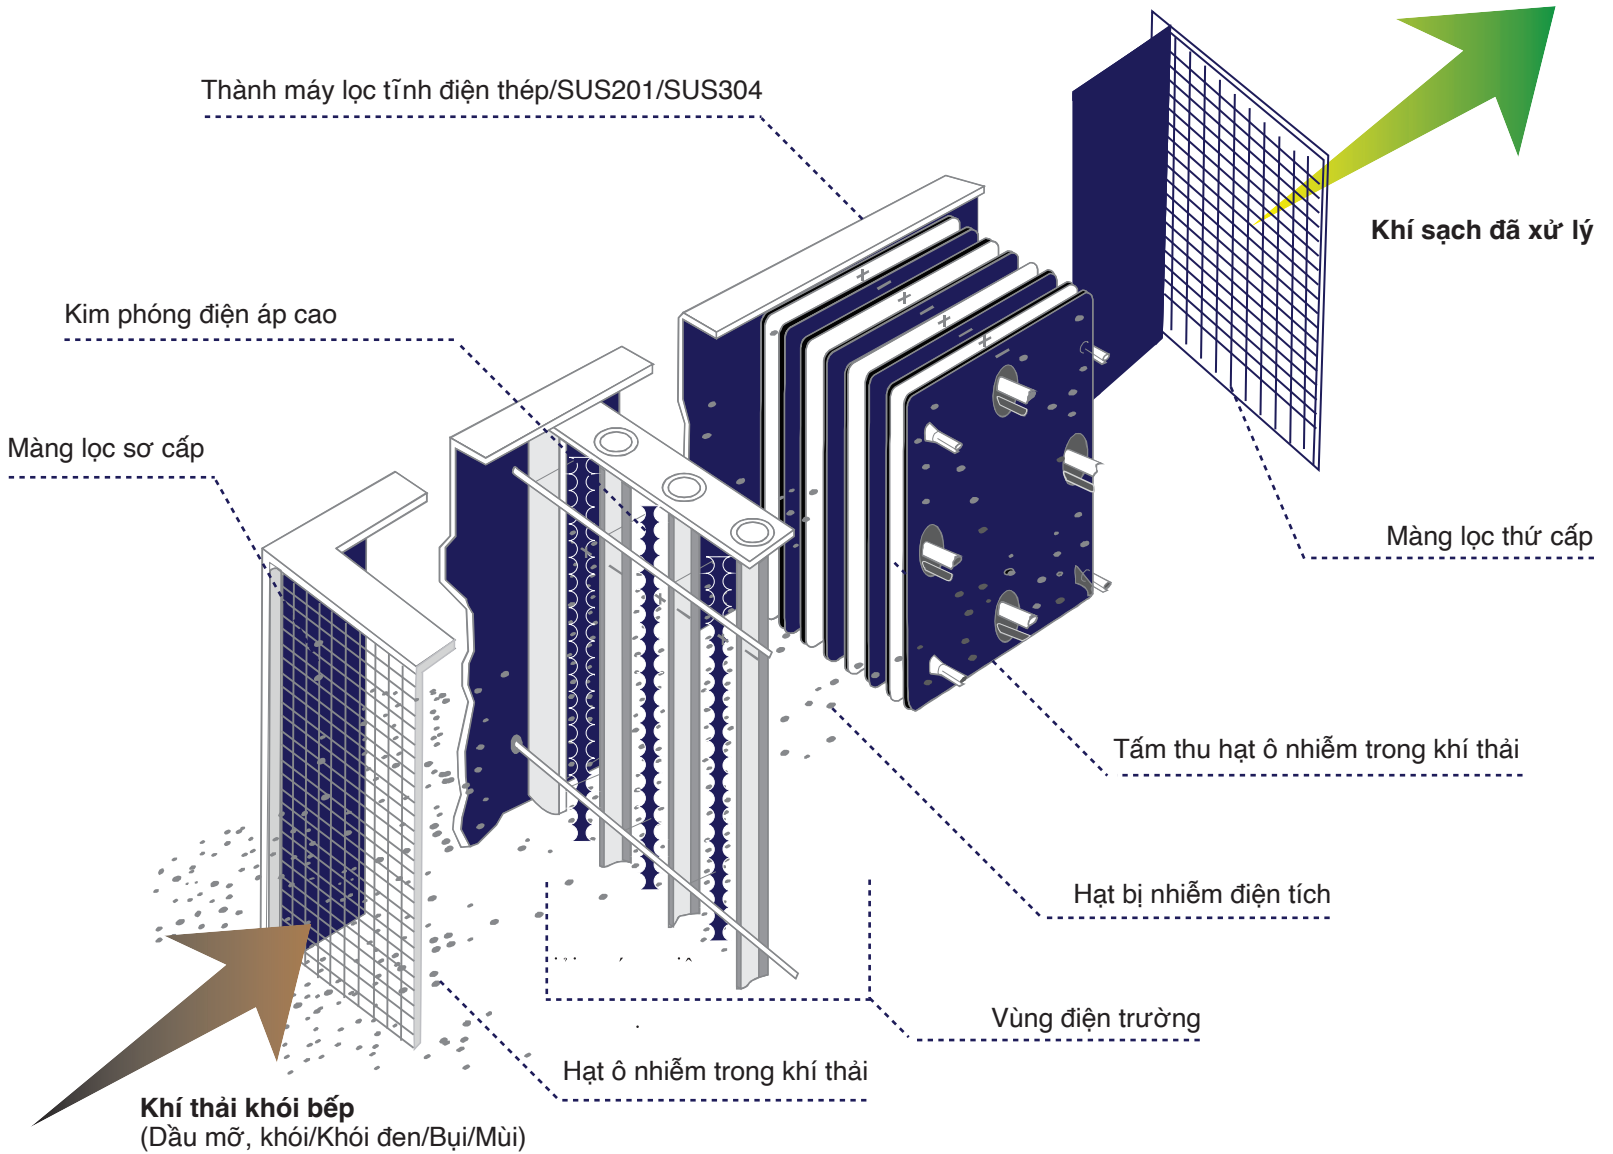 Thành máy lọc tĩnh điện thép/SUS201/SUS304
Khí sạch đã xử lý
Kim phóng điện áp cao
Màng lọc sơ cấp
Màng lọc thứ cấp
Tấm thu hạt ô nhiễm trong khí thải
Hạt bị nhiễm điện tích
Vùng điện trường
Hạt ô nhiễm trong khí thải
Khí thải khói bếp
(Dầu mỡ, khói/Khói đen/Bụi/Mùi)